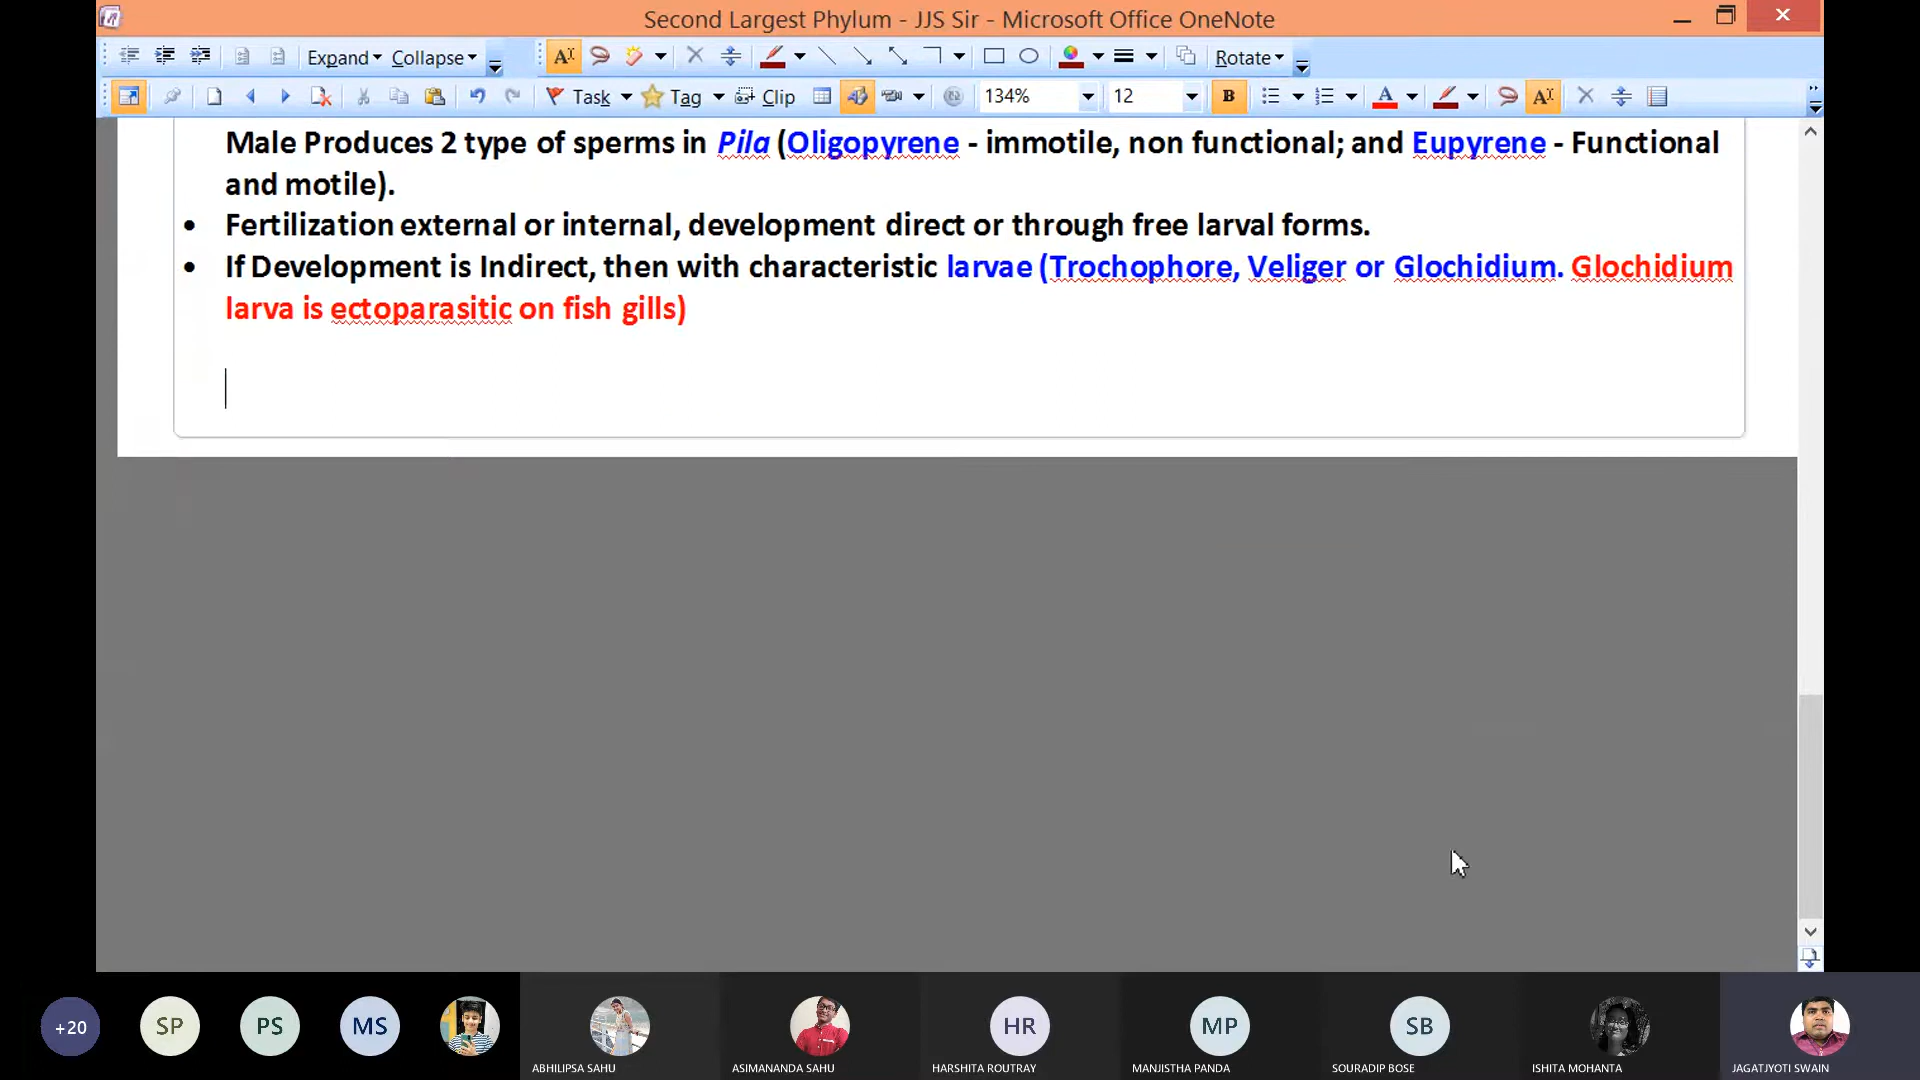 Second Largest Phylum - JJS Sir - Microsoft Office OneNote
Expand Collapse Rotate
Task Tag Clip 134% 12 B A A
Male Produces 2 type of sperms in Pila (Oligopyrene - immotile, non functional; and Eupyrene - Functional
and motile).
• Fertilization external or internal, development direct or through free larval forms.
• If Development is Indirect, then with characteristic larvae (Trochophore, Veliger or Glochidium. Glochidium
larva is ectoparasitic on fish gills)
+20 SP PS MS HR MP SB
ABHILIPSA SAHU ASIMANANDA SAHU HARSHITA ROUTRAY MANJISTHA PANDA SOURADIP BOSE ISHITA MOHANTA JAGATJYOTI SWAIN